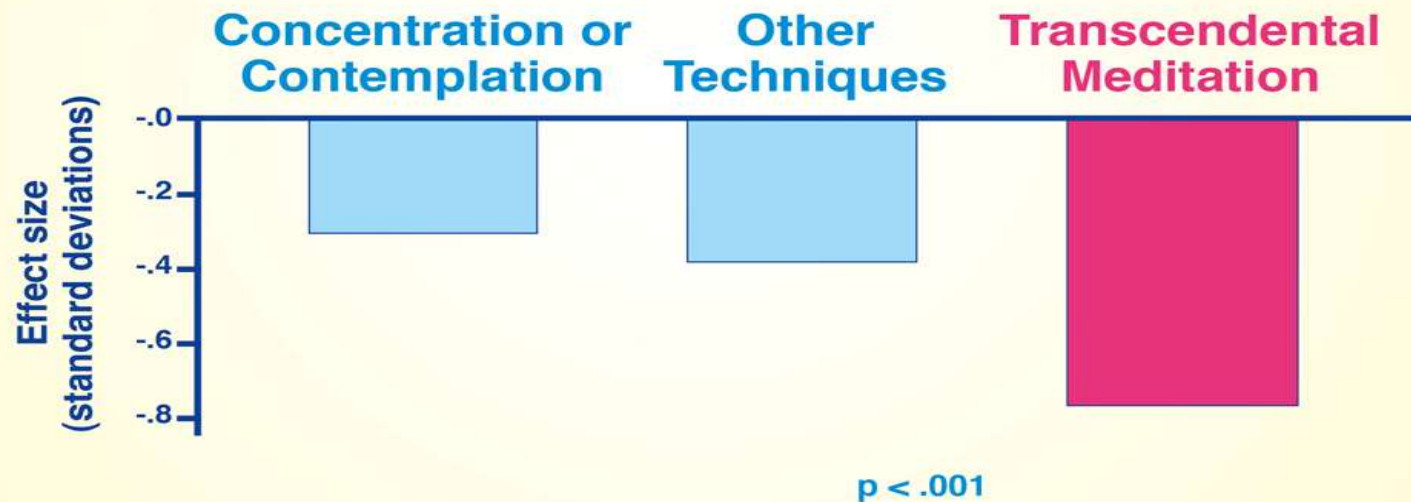 Concentration or
Contemplation
Other
Techniques
Transcendental
Meditation
Effect size
(standard deviations)
-.0
-.2
-.4
-.6
-.8
p < .001